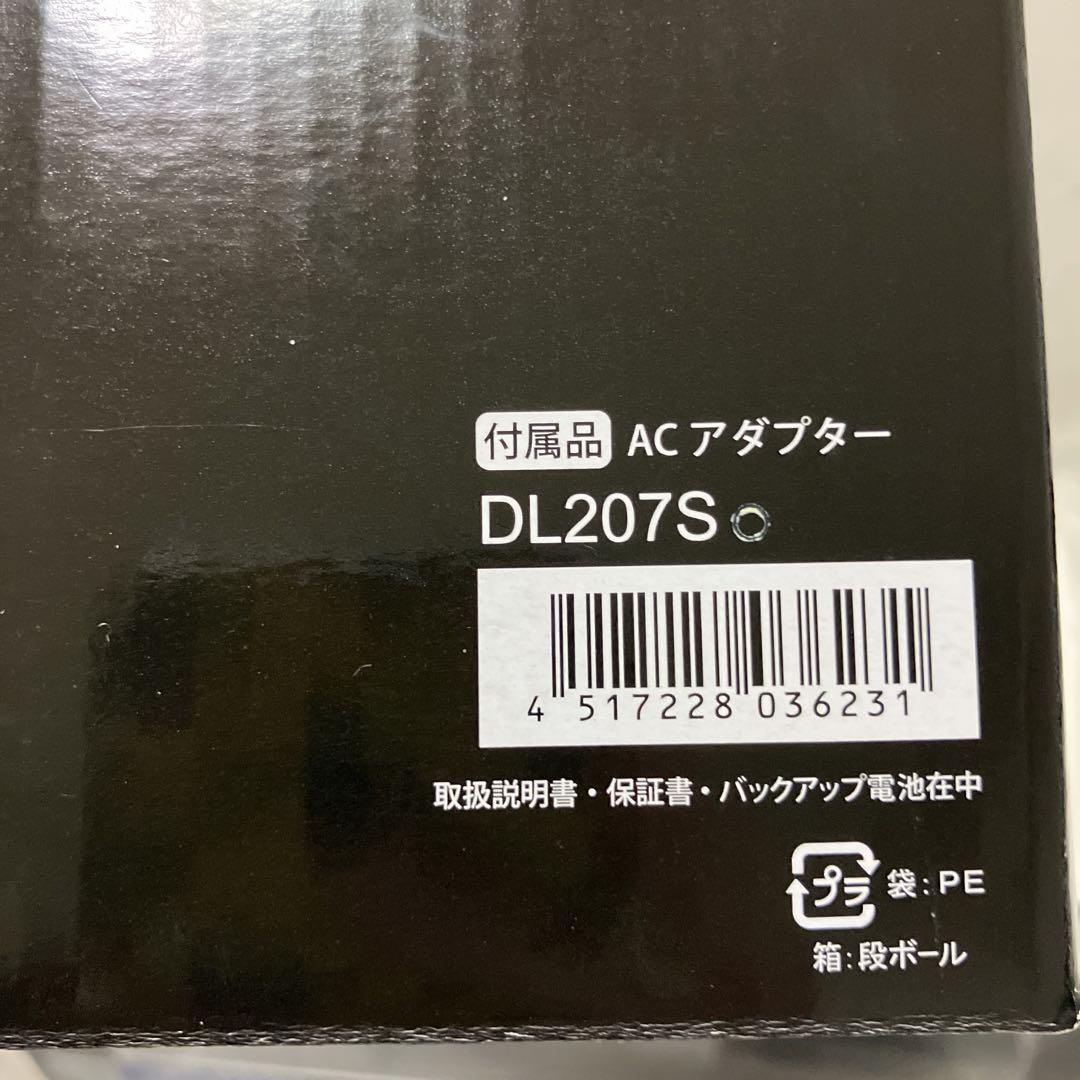 付属品 ACアダプター
DL207S
4 517228 036231
取扱説明書・保証書・バックアップ電池在中
プラ 袋:PE
箱:段ボール